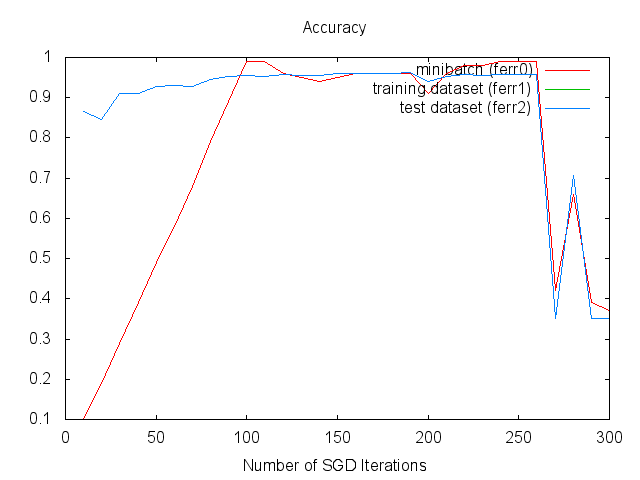 Accuracy
1
0.9
0.8
0.7
0.6
0.5
0.4
0.3
0.2
0.1
minibatch (ferr0)
training dataset (ferr1)
test dataset (ferr2)
0 50 100 150 200 250 300
Number of SGD Iterations